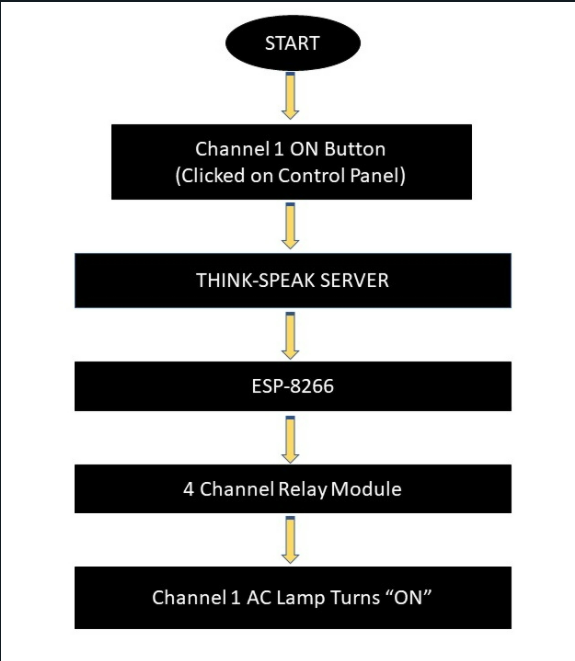 START
Channel 1 ON Button
(Clicked on Control Panel)
THINK-SPEAK SERVER
ESP-8266
4 Channel Relay Module
Channel 1 AC Lamp Turns “ON”